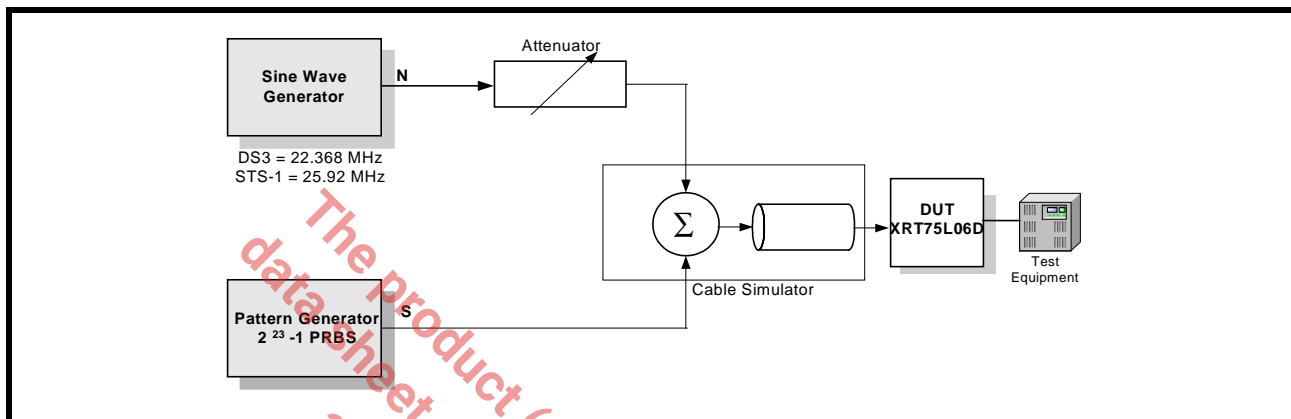 Attenuator
Sine Wave
Generator
N
DS3 = 22.368 MHz
STS-1 = 25.92 MHz
Σ
DUT
XRT75L06D
Test
Equipment
Cable Simulator
Pattern Generator
2 23 -1 PRBS
S
The product (
data sheet